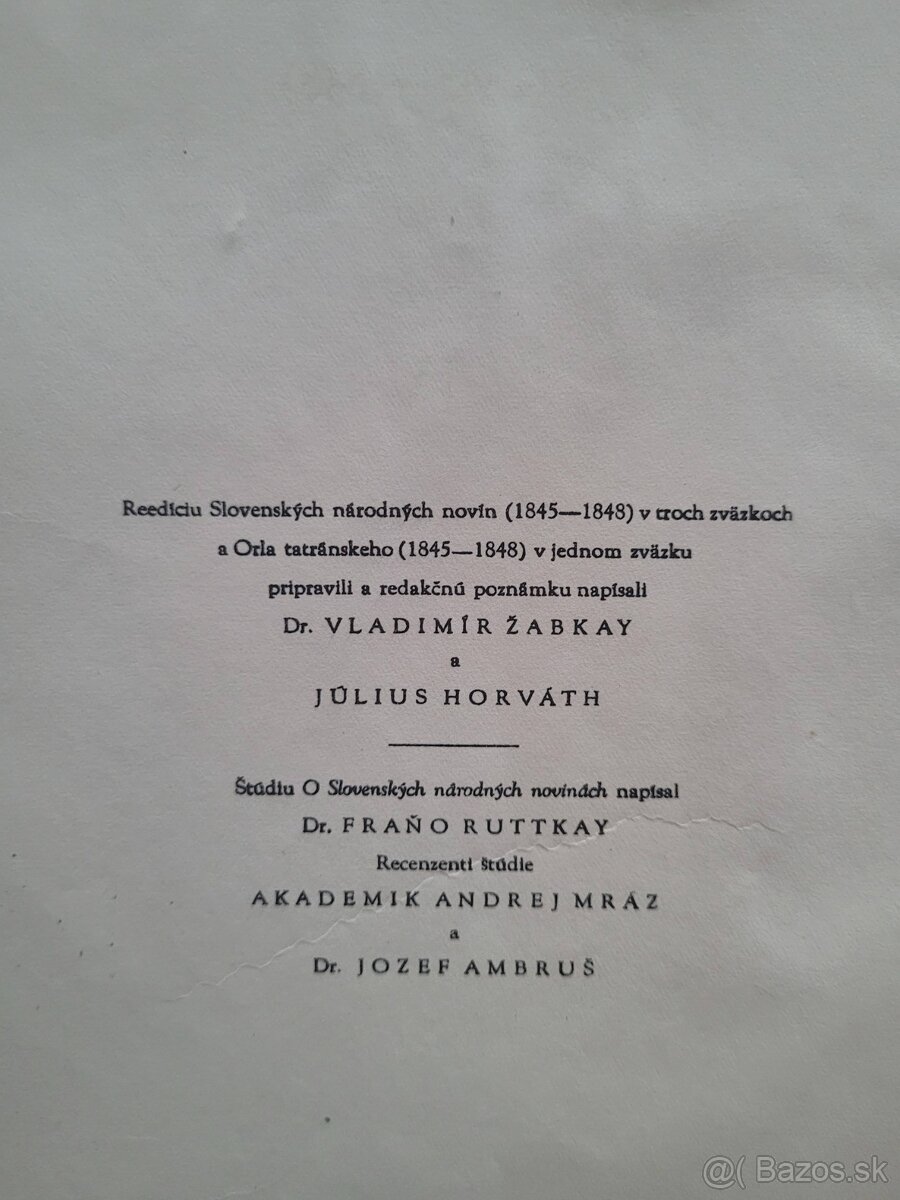 Reedíciu Slovenských národných novín (1845—1848) v troch zväzkoch
a Orla tatránskeho (1845—1848) v jednom zväzku
pripravili a redakčnú poznámku napísali
Dr. VLADIMÍR ŽABKAY
a
JÚLIUS HORVÁTH
Štúdiu O Slovenských národných novinách napísal
Dr. FRAŇO RUTTKAY
Recenzenti štúdie
AKADEMIK ANDREJ MRÁZ
a
Dr. JOZEF AMBRUŠ
@( Bazos.sk